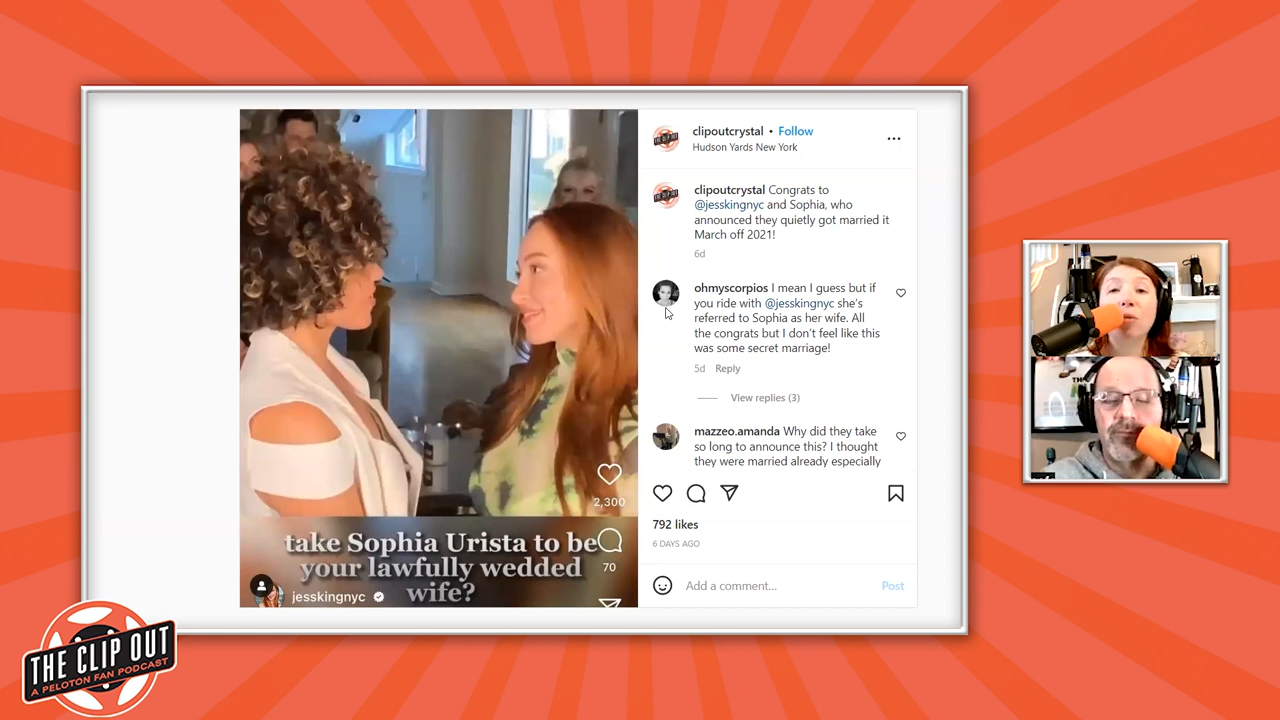 clipoutcrystal • Follow
Hudson Yards New York
clipoutcrystal Congrats to
@jesskingnyc and Sophia, who
announced they quietly got married it
March off 2021!
6d
ohmyscorpios I mean I guess but if
you ride with @jesskingnyc she's
referred to Sophia as her wife. All
the congrats but I don't feel like this
was some secret marriage!
5d Reply
View replies (3)
mazzeo.amanda Why did they take
so long to announce this? I thought
they were married already especially
792 likes
6 DAYS AGO
Add a comment... Post
2,300
take Sophia Urista to be
your lawfully wedded
wife?
70
jesskingnyc
THE CLIP OUT
A PELOTON FAN PODCAST